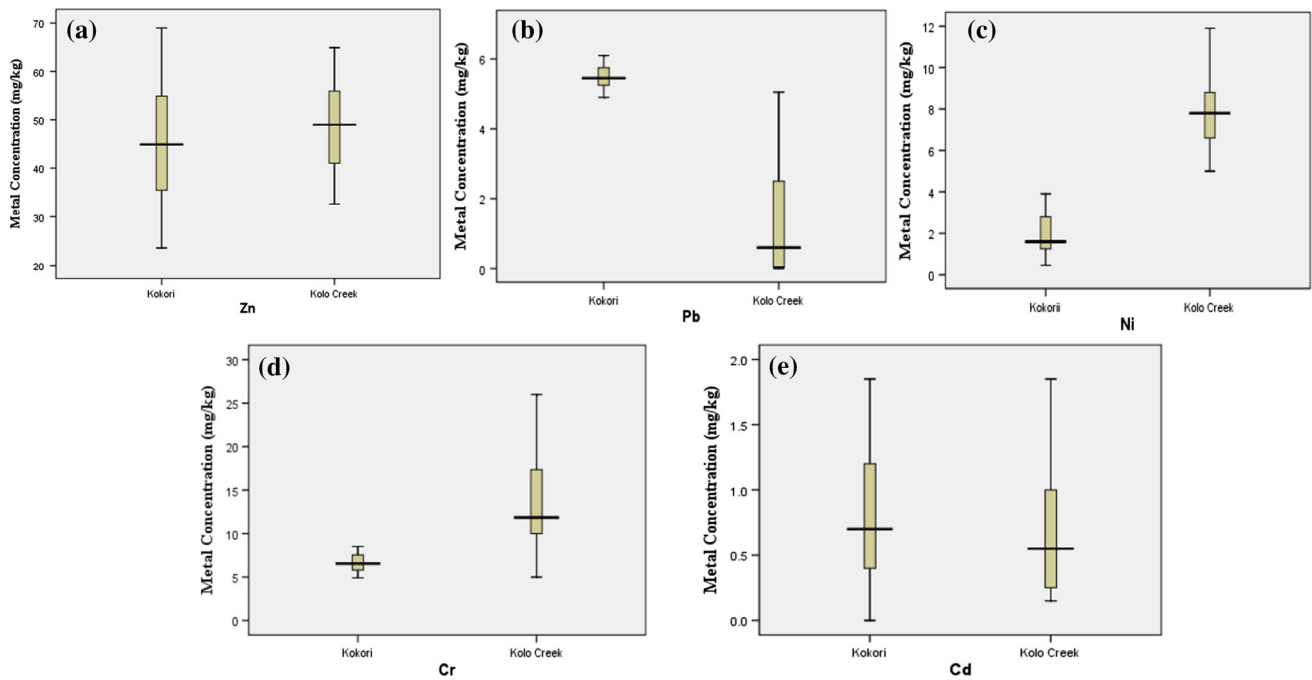 (a)
Metal Concentration (mg/kg)
70
60
50
40
30
20
Kokori
Kolo Creek
Zn
(b)
Metal Concentration (mg/kg)
6
4
2
0
Kokori
Kolo Creek
Pb
(c)
Metal Concentration (mg/kg)
12
10
8
6
4
2
0
Kokorii
Kolo Creek
Ni
(d)
Metal Concentration (mg/kg)
30
25
20
15
10
5
0
Kokori
Kolo Creek
Cr
(e)
Metal Concentration (mg/kg)
2.0
1.5
1.0
0.5
0.0
Kokori
Kolo Creek
Cd